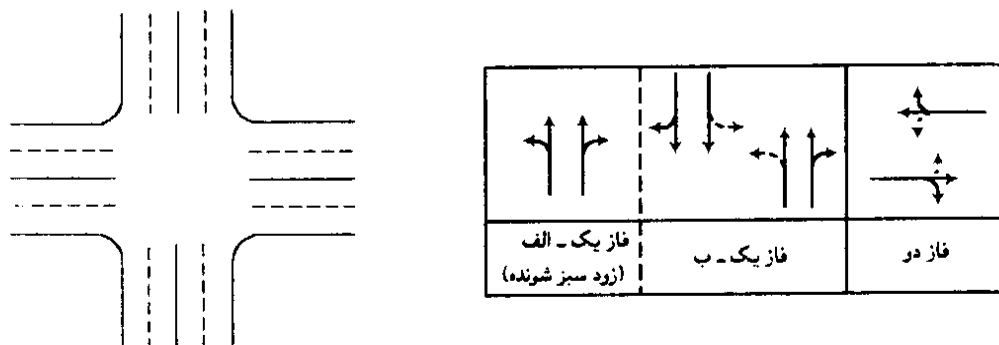 فاز یک ـ الف
(زود سبز شونده)
فاز یک ـ ب
فاز دو